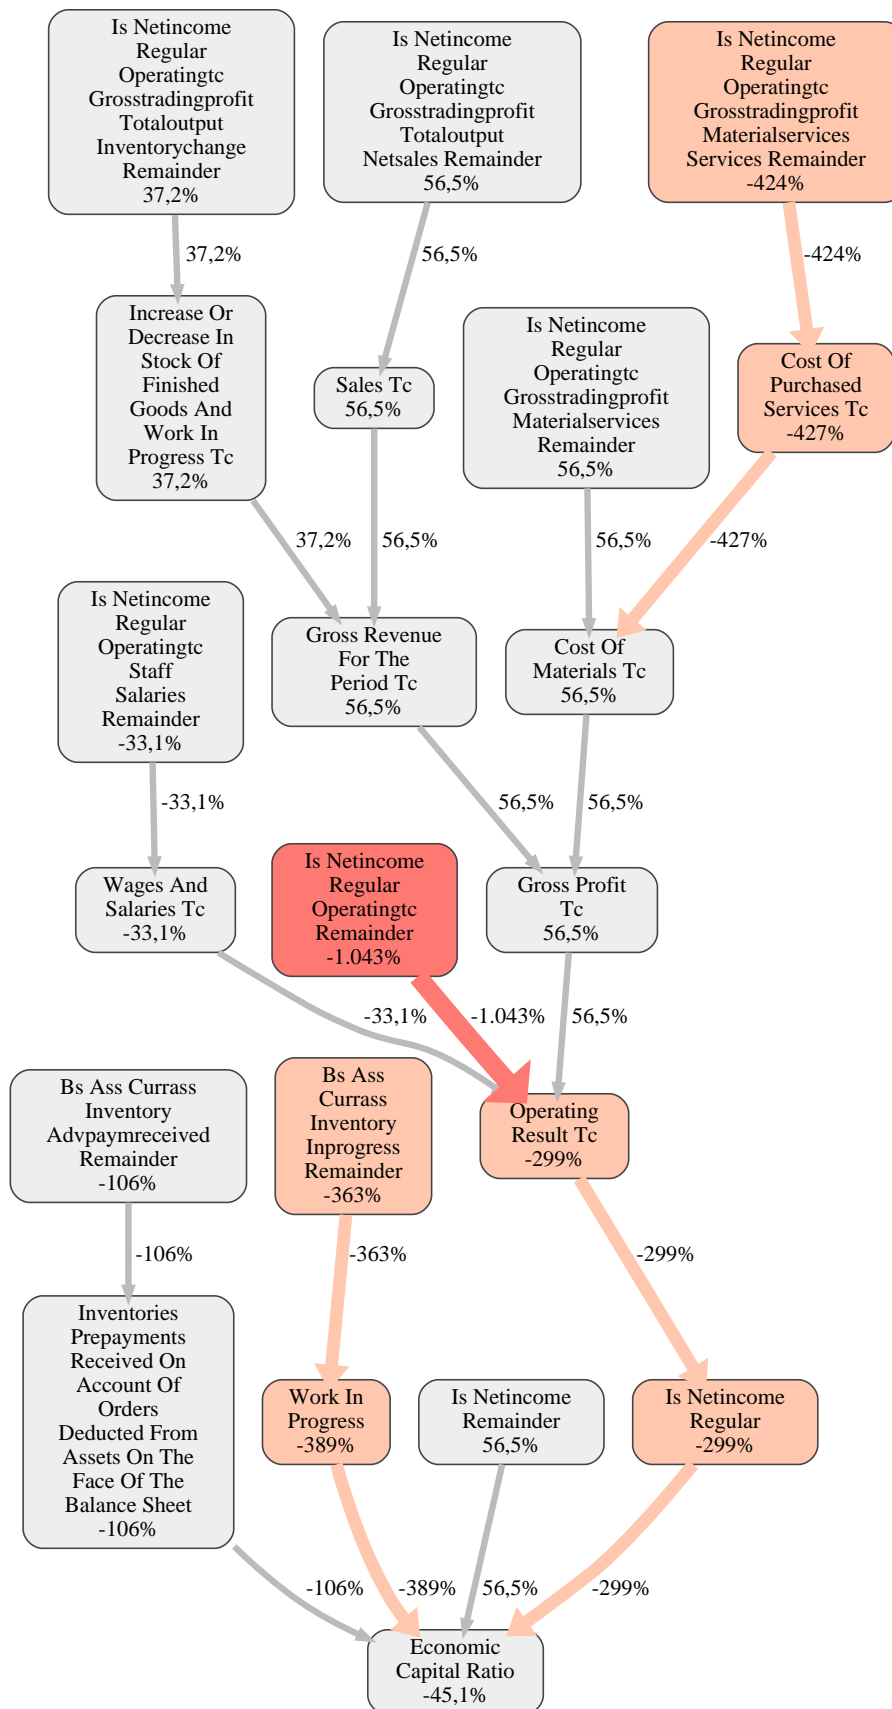 Is Netincome
Regular
Operatingtc
Grosstradingprofit
Totaloutput
Inventorychange
Remainder
37,2%
Is Netincome
Regular
Operatingtc
Grosstradingprofit
Totaloutput
Netsales Remainder
56,5%
Is Netincome
Regular
Operatingtc
Grosstradingprofit
Materialservices
Services Remainder
-424%
37,2%
56,5%
-424%
Increase Or
Decrease In
Stock Of
Finished
Goods And
Work In
Progress Tc
37,2%
Sales Tc
56,5%
Is Netincome
Regular
Operatingtc
Grosstradingprofit
Materialservices
Remainder
56,5%
Cost Of
Purchased
Services Tc
-427%
37,2%
56,5%
56,5%
-427%
Is Netincome
Regular
Operatingtc
Staff
Salaries
Remainder
-33,1%
Gross Revenue
For The
Period Tc
56,5%
Cost Of
Materials Tc
56,5%
-33,1%
56,5%
56,5%
Wages And
Salaries Tc
-33,1%
Is Netincome
Regular
Operatingtc
Remainder
-1.043%
Gross Profit
Tc
56,5%
-33,1%
-1.043%
56,5%
Bs Ass Currass
Inventory
Advpaymreceived
Remainder
-106%
Bs Ass
Currass
Inventory
Inprogress
Remainder
-363%
Operating
Result Tc
-299%
-106%
-363%
-299%
Inventories
Prepayments
Received On
Account Of
Orders
Deducted From
Assets On The
Face Of The
Balance Sheet
-106%
Work In
Progress
-389%
Is Netincome
Remainder
56,5%
Is Netincome
Regular
-299%
-106%
-389%
56,5%
-299%
Economic
Capital Ratio
-45,1%